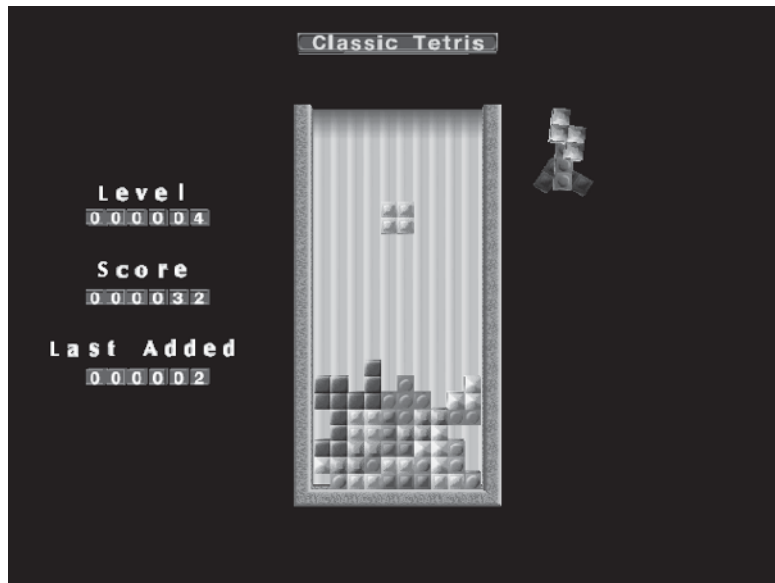 Classic Tetris
Level
000004
Score
000032
Last Added
000002